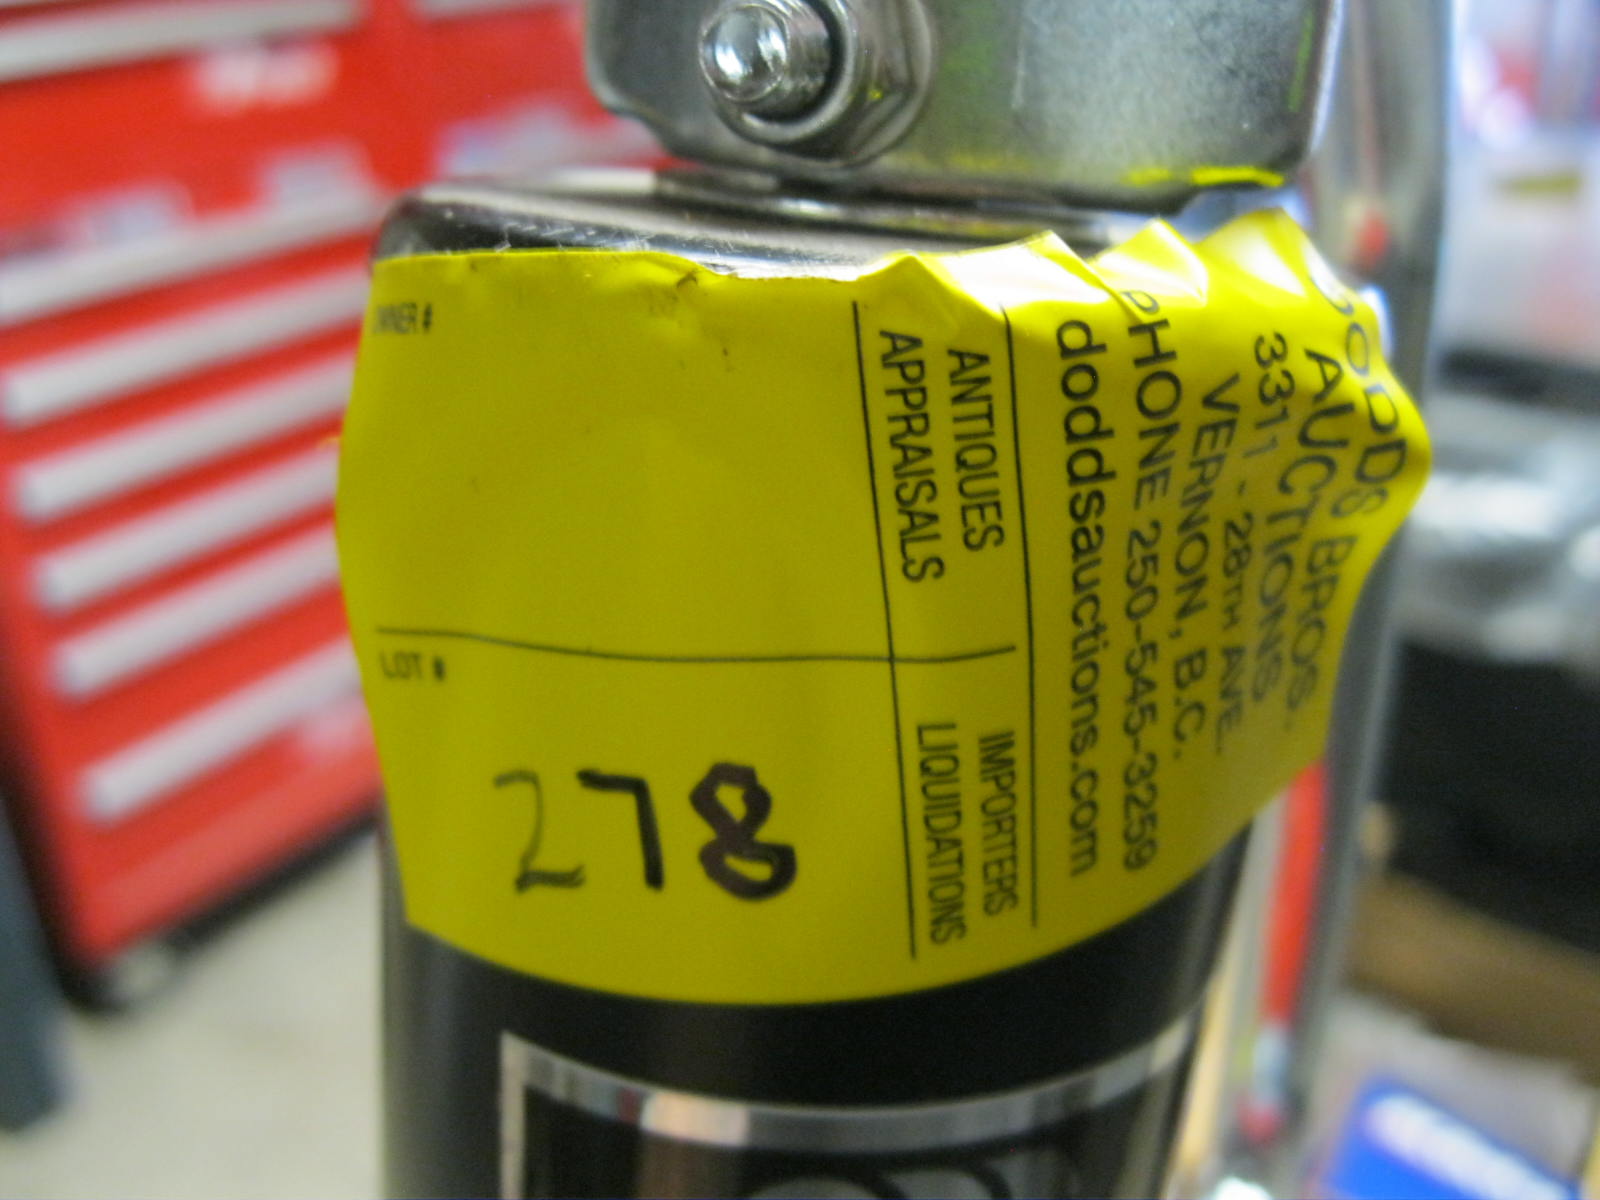 DODDS BROS.
AUCTIONS
3311 - 28TH AVE.
VERNON, B.C.
PHONE 250-545-3259
doddsauctions.com
ANTIQUES
APPRAISALS
IMPORTERS
LIQUIDATIONS
OWNER #
LOT #
278